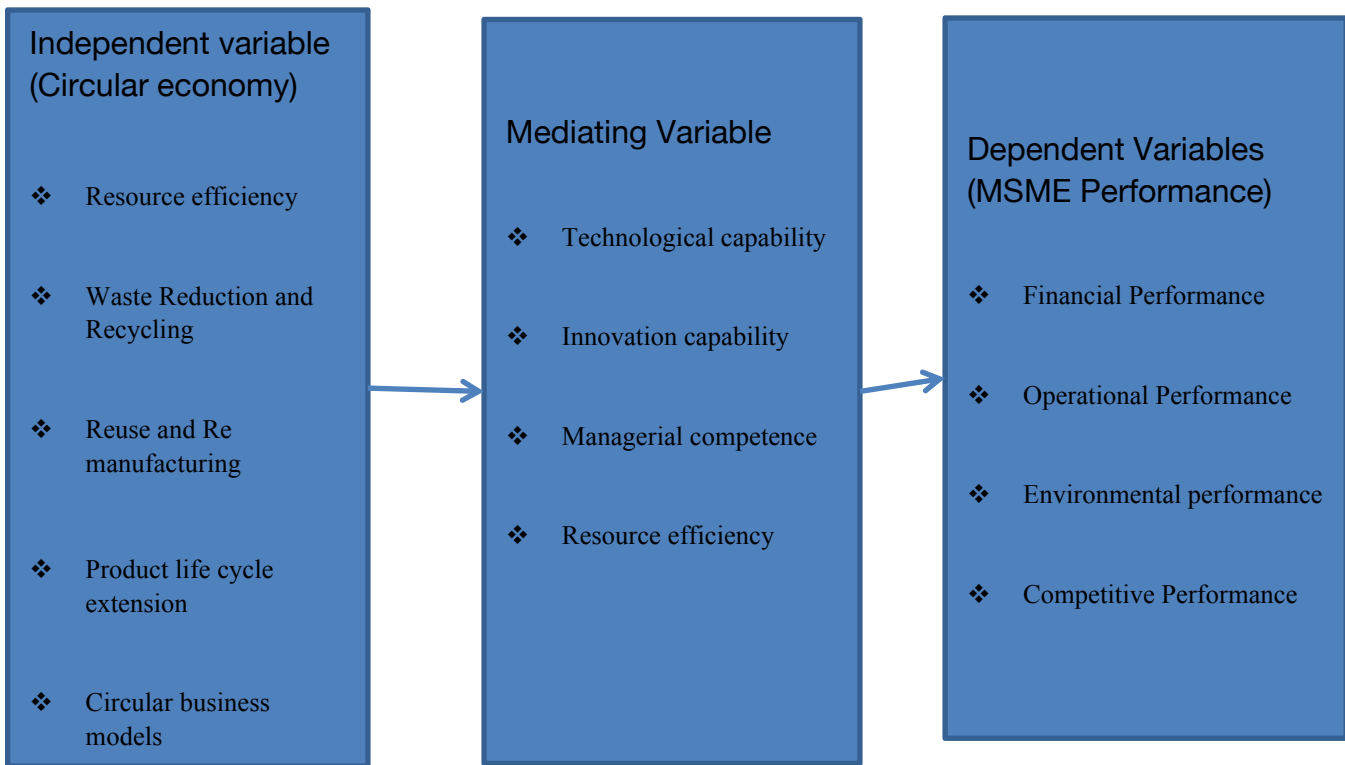 Independent variable
(Circular economy)
❖ Resource efficiency
❖ Waste Reduction and
Recycling
❖ Reuse and Re
manufacturing
❖ Product life cycle
extension
❖ Circular business
models
Mediating Variable
❖ Technological capability
❖ Innovation capability
❖ Managerial competence
❖ Resource efficiency
Dependent Variables
(MSME Performance)
❖ Financial Performance
❖ Operational Performance
❖ Environmental performance
❖ Competitive Performance